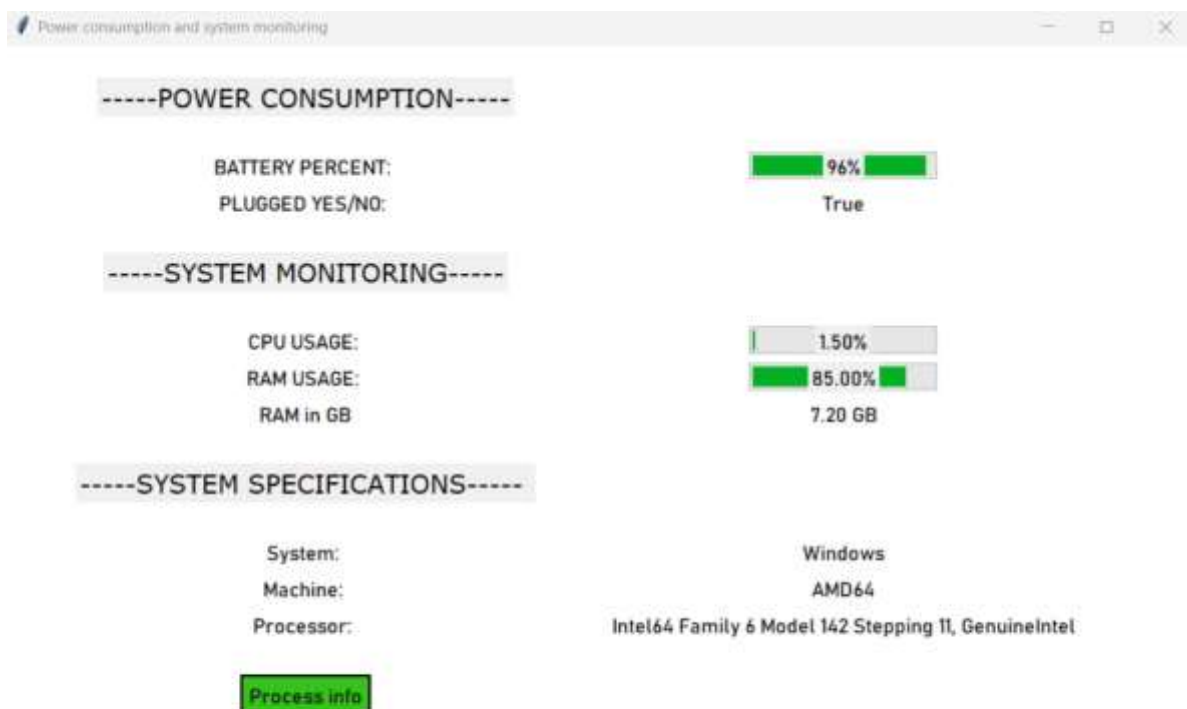 Power consumption and system monitoring
-----POWER CONSUMPTION-----
BATTERY PERCENT: 96%
PLUGGED YES/NO: True
-----SYSTEM MONITORING-----
CPU USAGE: 1.50%
RAM USAGE: 85.00%
RAM in GB 7.20 GB
-----SYSTEM SPECIFICATIONS-----
System: Windows
Machine: AMD64
Processor: Intel64 Family 6 Model 142 Stepping 11, GenuineIntel
Process info